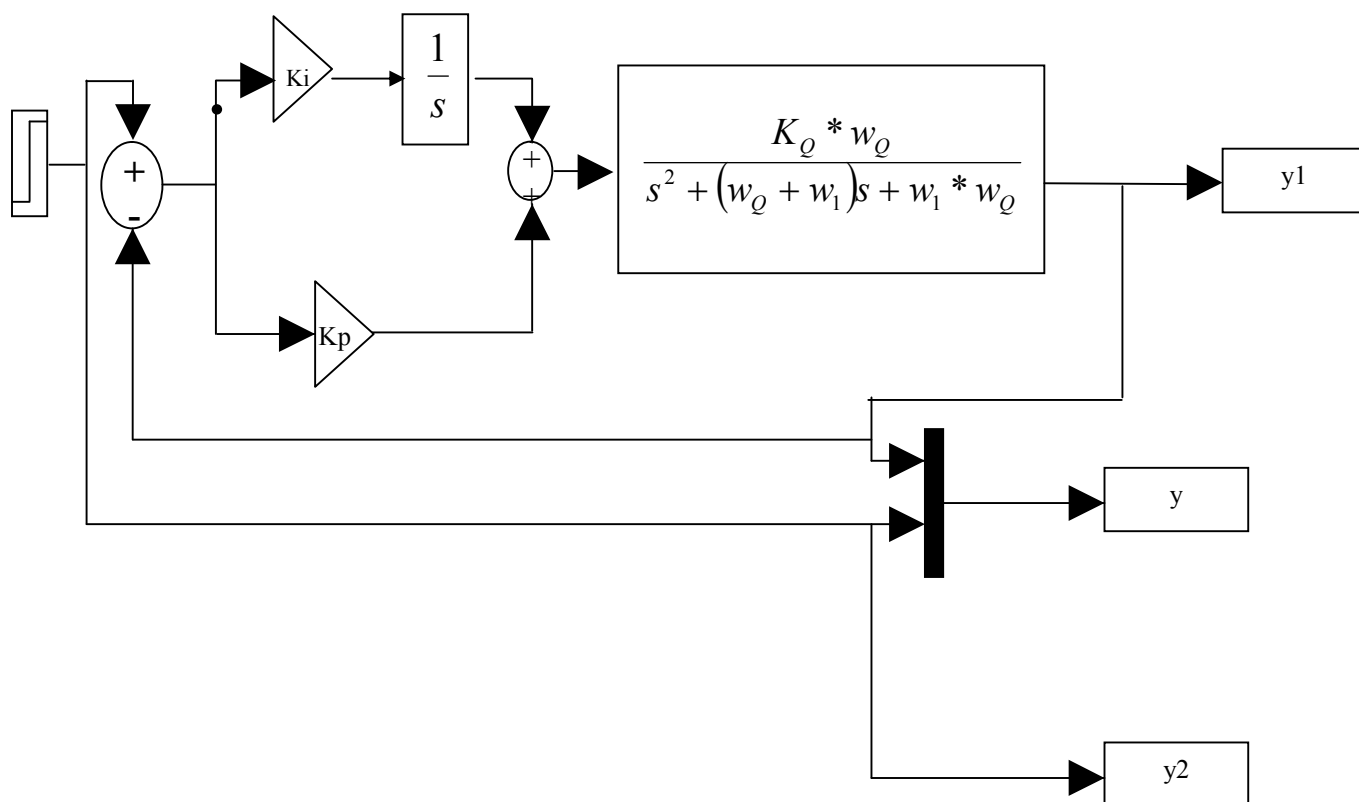 Ki
1
s
+
-
+
+
K_Q * w_Q
s^2 + (w_Q + w_1)s + w_1 * w_Q
y1
Kp
y
y2